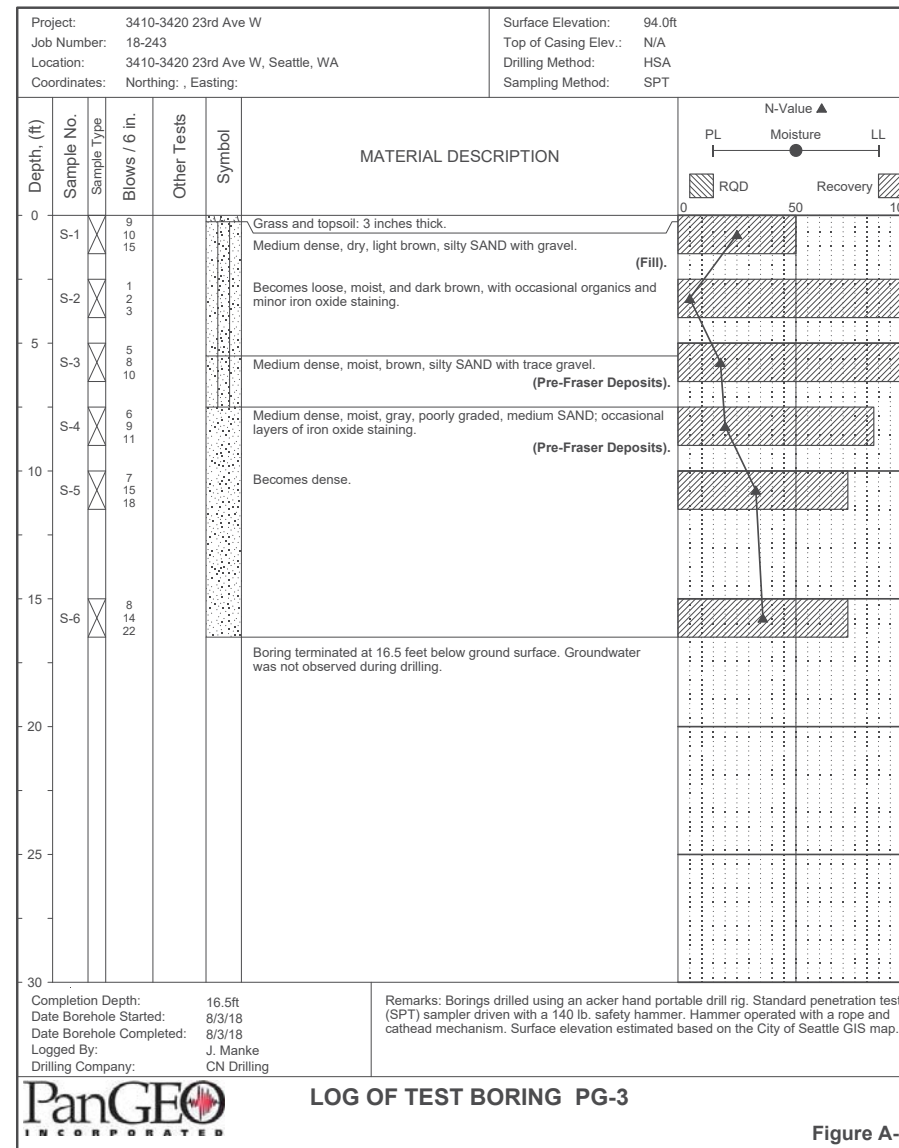 Project: 3410-3420 23rd Ave W
Job Number: 18-243
Location: 3410-3420 23rd Ave W, Seattle, WA
Coordinates: Northing: , Easting:
Surface Elevation: 94.0ft
Top of Casing Elev.: N/A
Drilling Method: HSA
Sampling Method: SPT
Depth, (ft)
Sample No.
Sample Type
Blows / 6 in.
Other Tests
Symbol
MATERIAL DESCRIPTION
N-Value ▲
PL Moisture LL
RQD Recovery
0 50 10
0
S-1
9
10
15
Grass and topsoil: 3 inches thick.
Medium dense, dry, light brown, silty SAND with gravel.
(Fill).
S-2
1
2
3
Becomes loose, moist, and dark brown, with occasional organics and
minor iron oxide staining.
5
S-3
5
8
10
Medium dense, moist, brown, silty SAND with trace gravel.
(Pre-Fraser Deposits).
S-4
6
9
11
Medium dense, moist, gray, poorly graded, medium SAND; occasional
layers of iron oxide staining.
(Pre-Fraser Deposits).
10
S-5
7
15
18
Becomes dense.
15
S-6
8
14
22
Boring terminated at 16.5 feet below ground surface. Groundwater
was not observed during drilling.
20
25
30
Completion Depth: 16.5ft
Date Borehole Started: 8/3/18
Date Borehole Completed: 8/3/18
Logged By: J. Manke
Drilling Company: CN Drilling
Remarks: Borings drilled using an acker hand portable drill rig. Standard penetration test
(SPT) sampler driven with a 140 lb. safety hammer. Hammer operated with a rope and
cathead mechanism. Surface elevation estimated based on the City of Seattle GIS map.
PanGEO
INCORPORATED
LOG OF TEST BORING PG-3
Figure A-